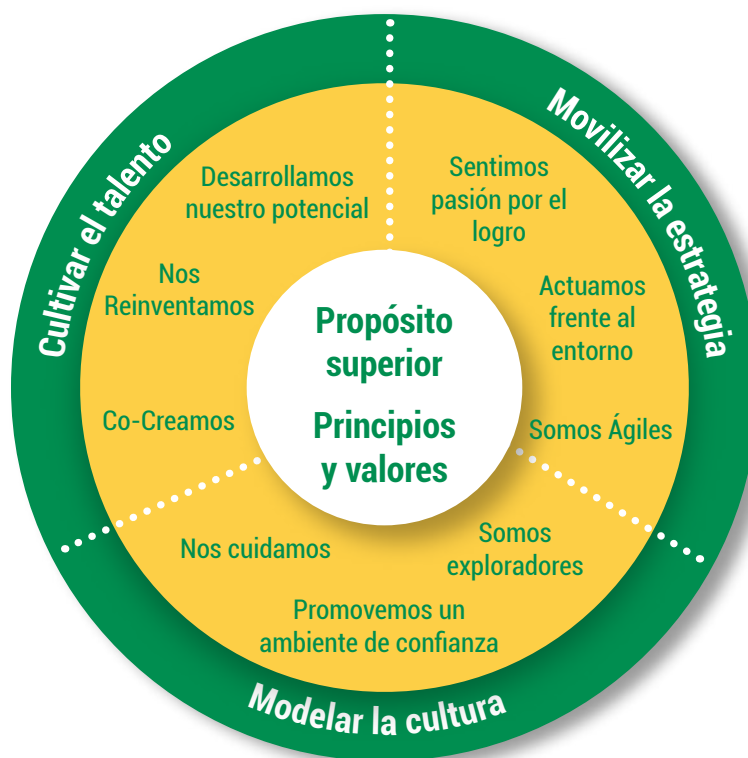 Cultivar el talento
Movilizar la estrategia
Desarrollamos
nuestro potencial
Nos
Reinventamos
Co-Creamos
Sentimos
pasión por el
logro
Actuamos
frente al
entorno
Somos Ágiles
Propósito
superior
Principios
y valores
Nos cuidamos
Somos
exploradores
Promovemos un
ambiente de confianza
Modelar la cultura